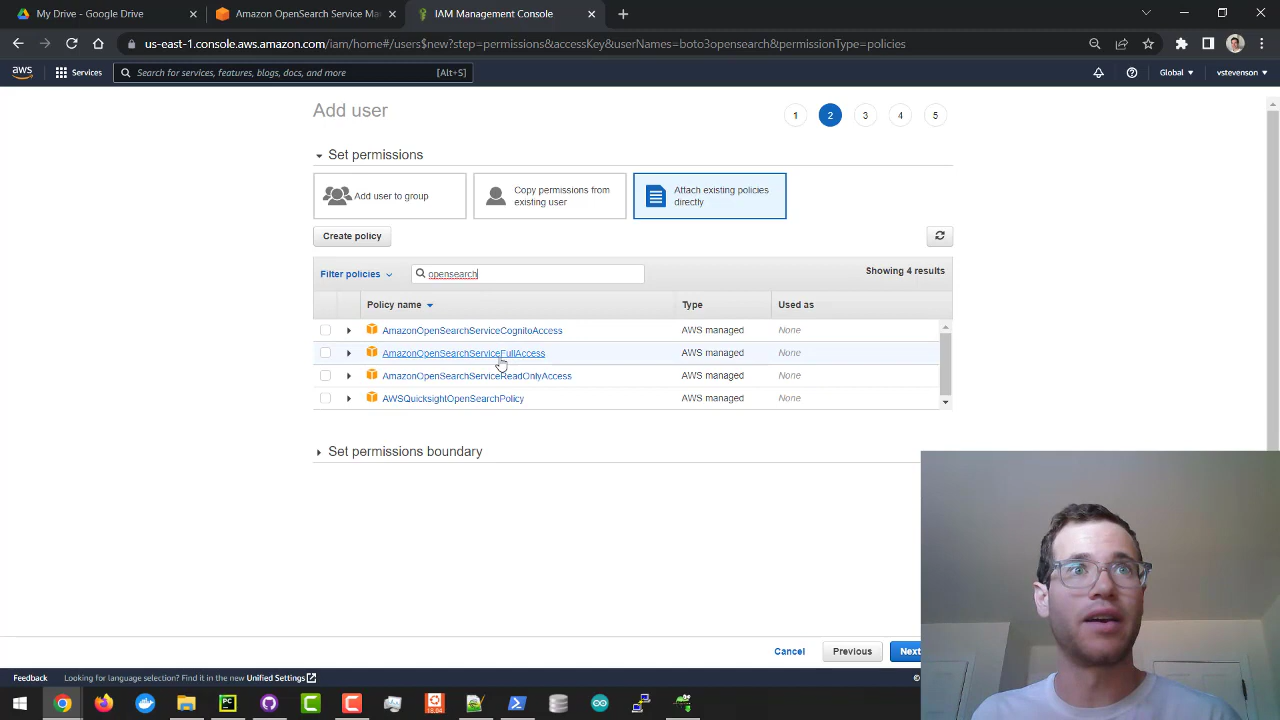 My Drive - Google Drive
Amazon OpenSearch Service Ma
IAM Management Console
us-east-1.console.aws.amazon.com/iam/home#/users$new?step=permissions&accessKey&userNames=boto3opensearch&permissionType=policies
aws Services Search for services, features, blogs, docs, and more [Alt+S] Global vstevenson
Add user 1 2 3 4 5
Set permissions
Add user to group
Copy permissions from
existing user
Attach existing policies
directly
Create policy
Filter policies opensearch Showing 4 results
Policy name Type Used as
AmazonOpenSearchServiceCognitoAccess AWS managed None
AmazonOpenSearchServiceFullAccess AWS managed None
AmazonOpenSearchServiceReadOnlyAccess AWS managed None
AWSQuicksightOpenSearchPolicy AWS managed None
Set permissions boundary
Cancel Previous Next
Feedback Looking for language selection? Find it in the new Unified Settings ©
PC
18.04